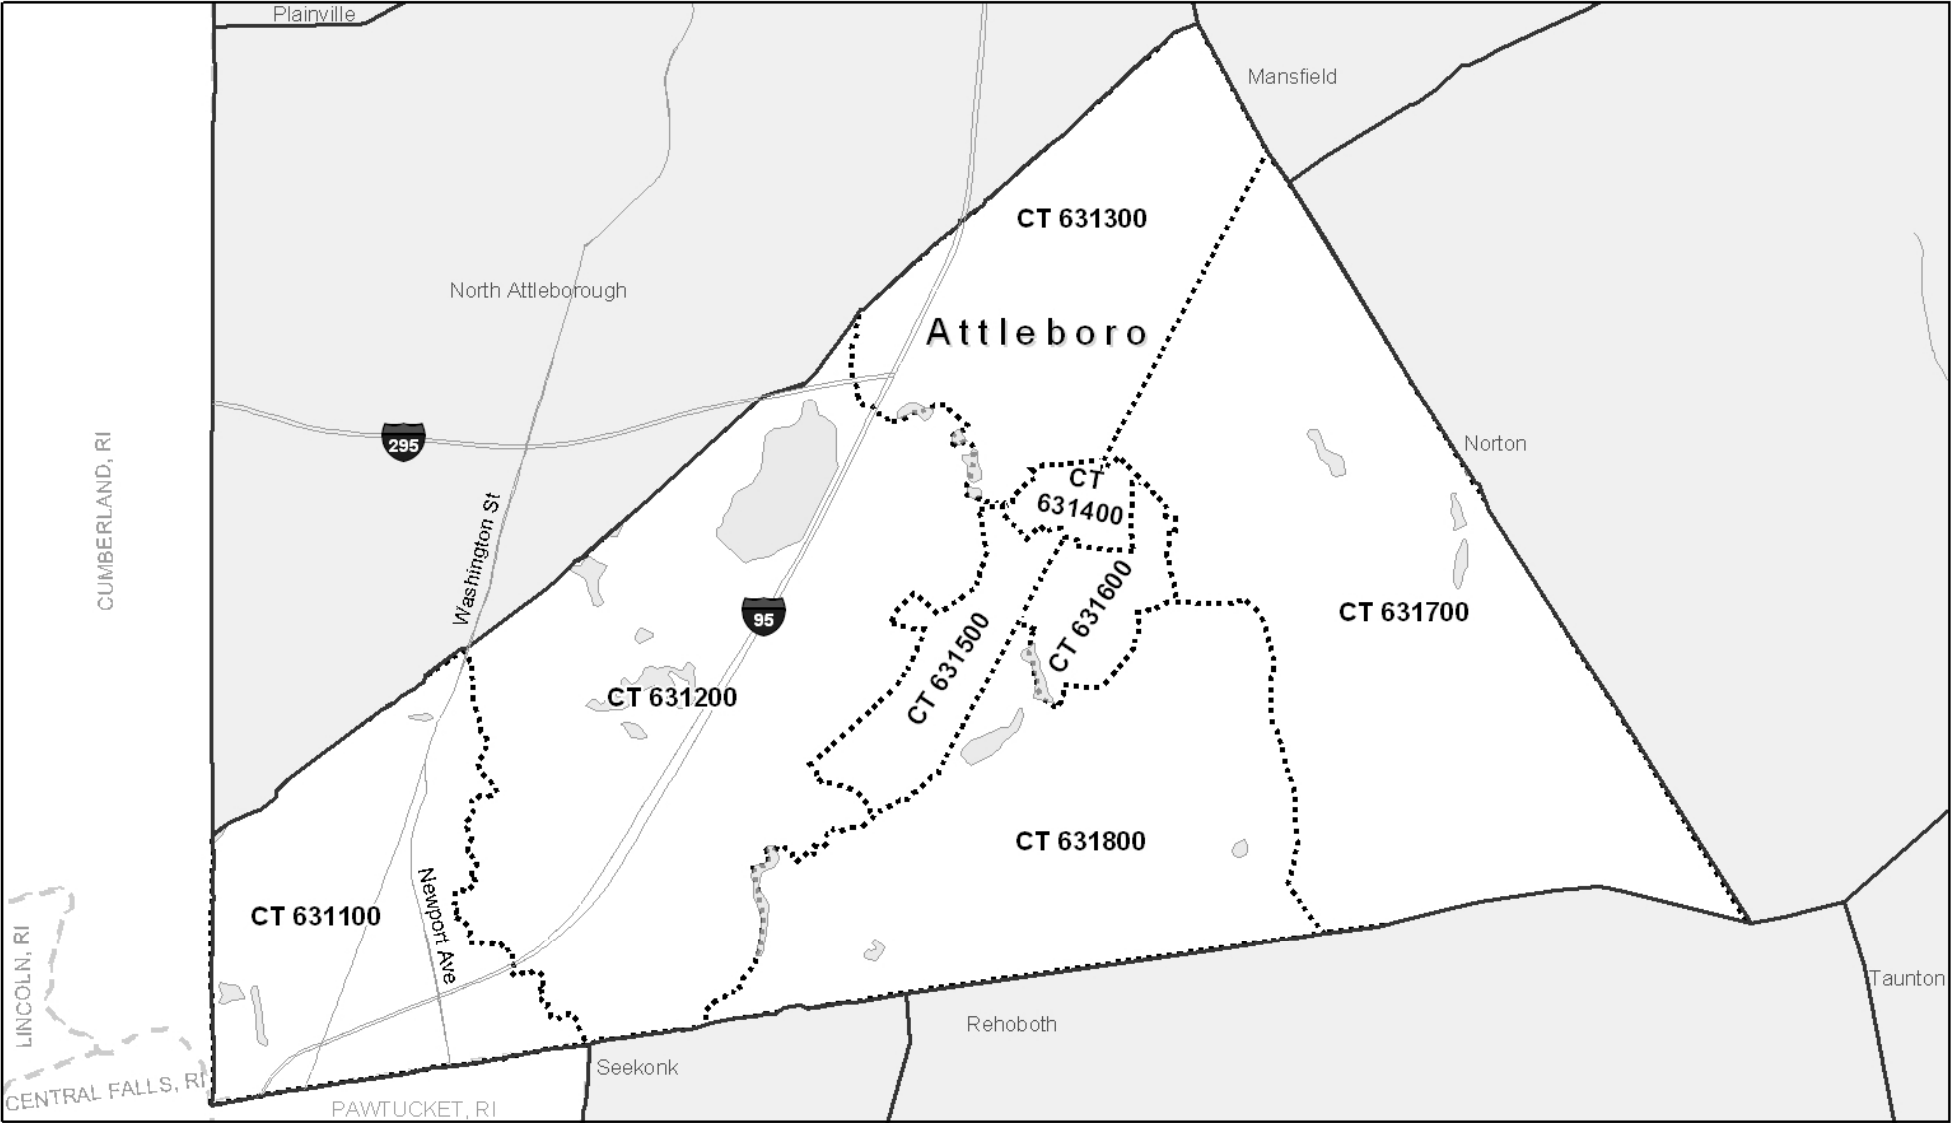 Plainville
Mansfield
CT 631300
North Attleborough
Attleboro
295
Norton
CUMBERLAND, RI
Washington St
CT
631400
CT 631600
95
CT 631500
CT 631700
CT 631200
CT 631800
Newport Ave
CT 631100
LINCOLN, RI
Taunton
Rehoboth
Seekonk
CENTRAL FALLS, RI
PAWTUCKET, RI